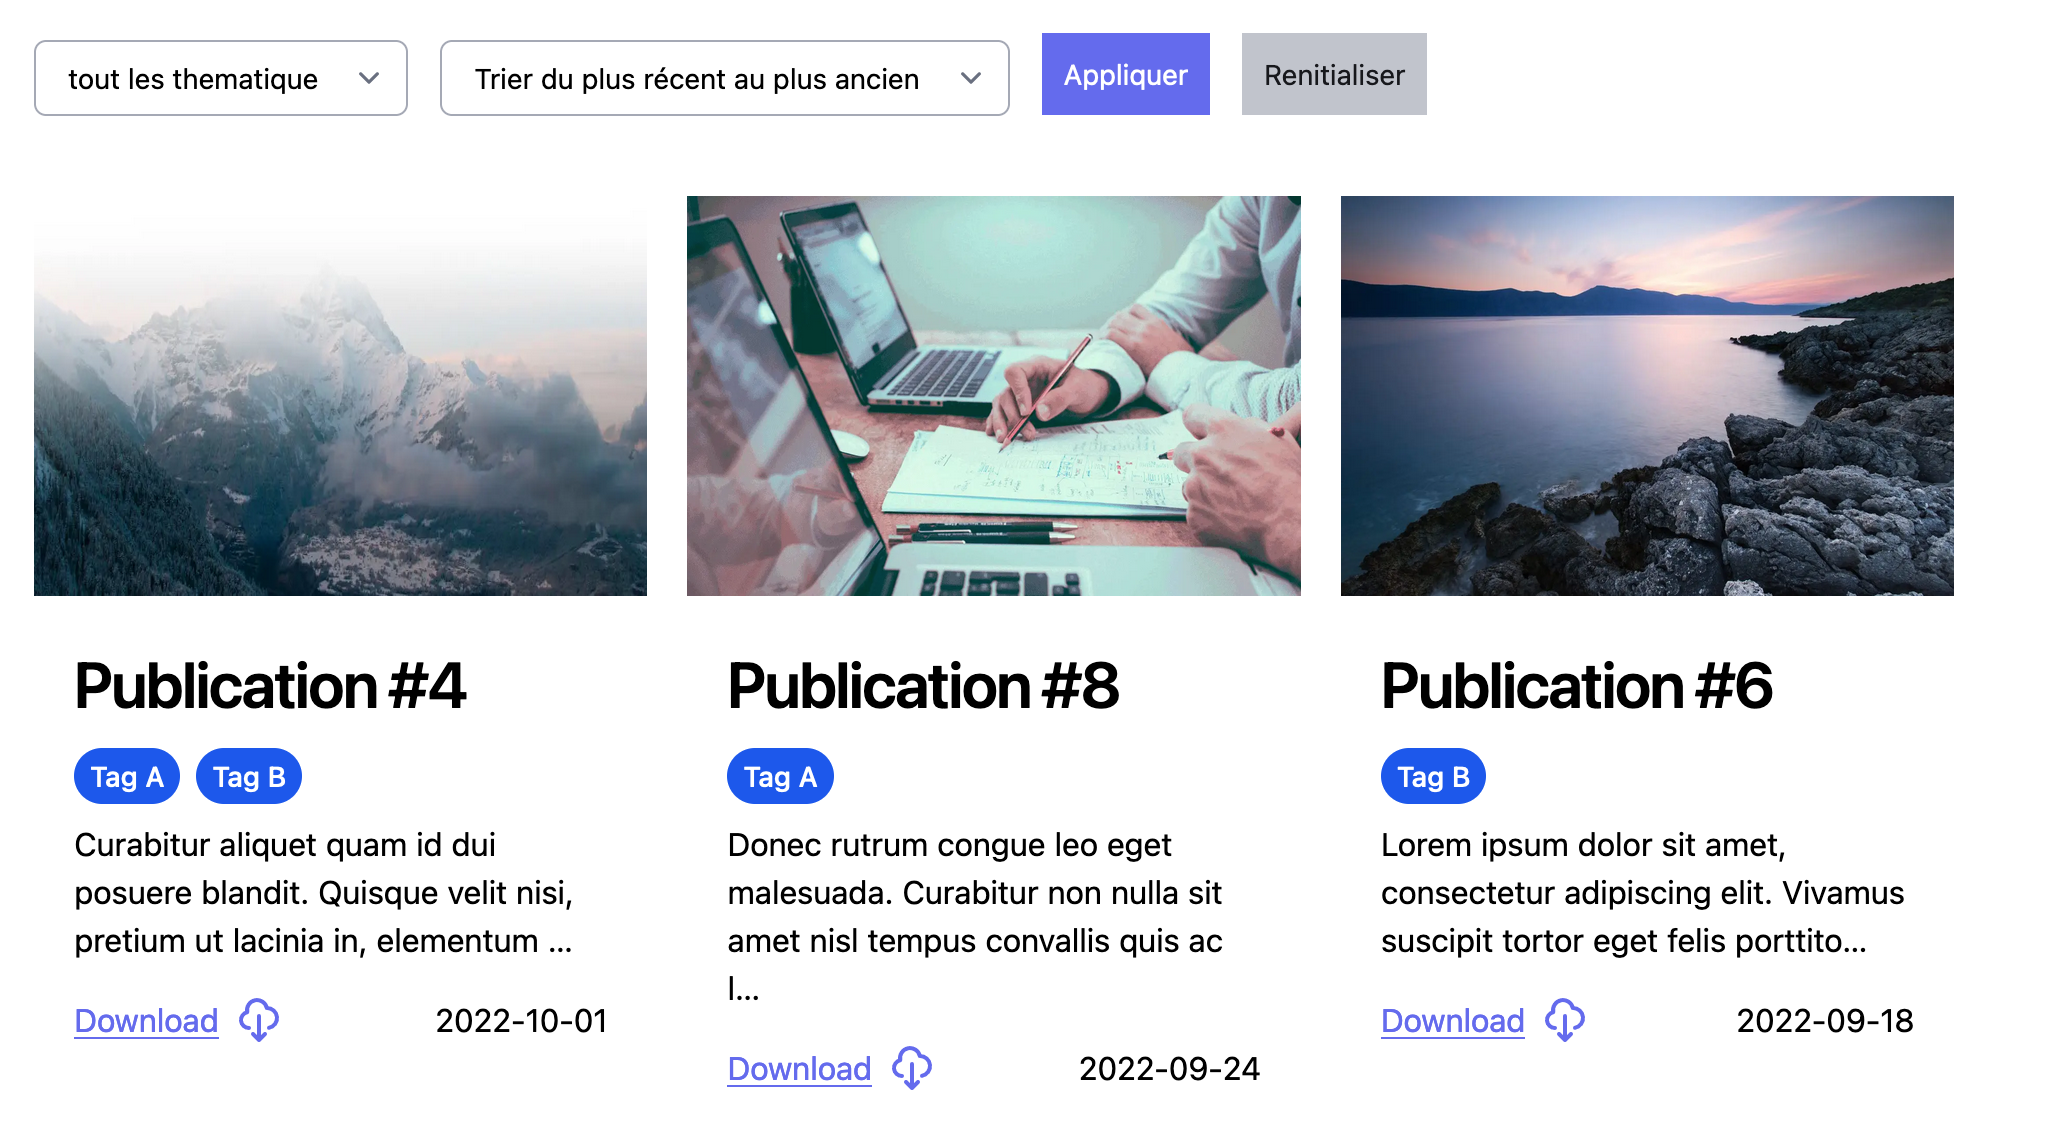 tout les thematique
Trier du plus récent au plus ancien
Appliquer
Renitialiser
Publication #4
Tag A
Tag B
Curabitur aliquet quam id dui
posuere blandit. Quisque velit nisi,
pretium ut lacinia in, elementum ...
Download
2022-10-01
Publication #8
Tag A
Donec rutrum congue leo eget
malesuada. Curabitur non nulla sit
amet nisl tempus convallis quis ac
l...
Download
2022-09-24
Publication #6
Tag B
Lorem ipsum dolor sit amet,
consectetur adipiscing elit. Vivamus
suscipit tortor eget felis porttito...
Download
2022-09-18